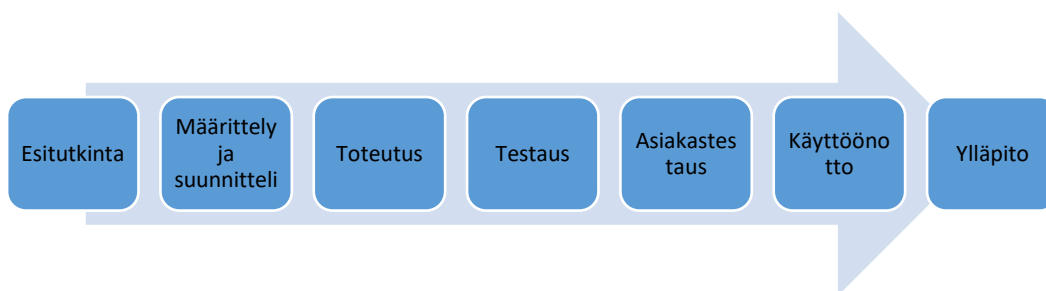 Esitutkinta
Määrittely
ja
suunnitteli
Toteutus
Testaus
Asiakastes
taus
Käyttööno
tto
Ylläpito